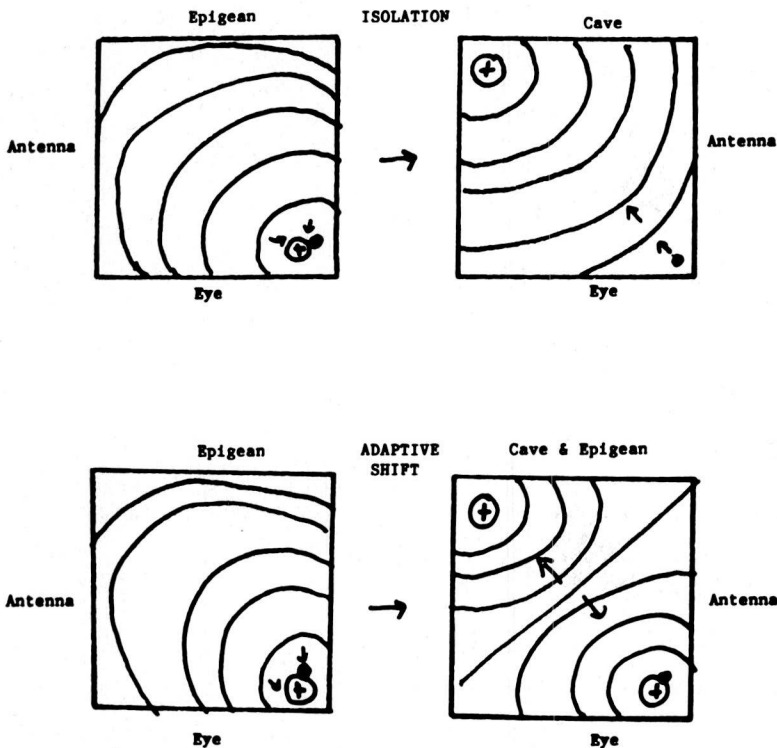 Epigean
ISOLATION
Cave
Antenna
Antenna
Eye
Eye
Epigean
ADAPTIVE
SHIFT
Cave & Epigean
Antenna
Antenna
Eye
Eye